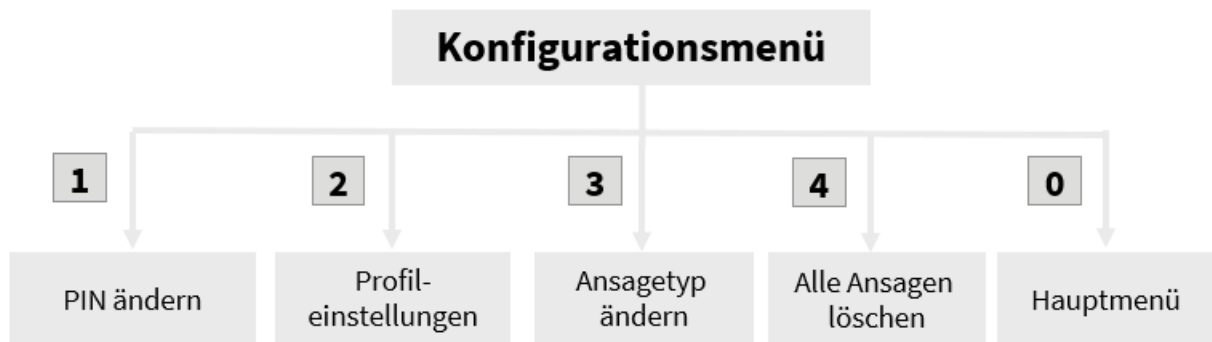 Konfigurationsmenü
1
2
3
4
0
PIN ändern
Profil-
einstellungen
Ansagetyp
ändern
Alle Ansagen
löschen
Hauptmenü